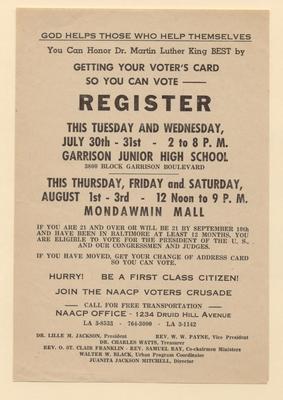 GOD HELPS THOSE WHO HELP THEMSELVES
You Can Honor Dr. Martin Luther King BEST by
GETTING YOUR VOTER'S CARD
SO YOU CAN VOTE ——
REGISTER
THIS TUESDAY AND WEDNESDAY,
JULY 30th - 31st - 2 to 8 P. M.
GARRISON JUNIOR HIGH SCHOOL
3800 BLOCK GARRISON BOULEVARD
THIS THURSDAY, FRIDAY and SATURDAY,
AUGUST 1st - 3rd - 12 Noon to 9 P. M.
MONDAWMIN MALL
IF YOU ARE 21 AND OVER OR WILL BE 21 BY SEPTEMBER 10th
AND HAVE BEEN IN BALTIMORE AT LEAST 12 MONTHS, YOU
ARE ELIGIBLE TO VOTE FOR THE PRESIDENT OF THE U. S.,
AND OUR CONGRESSMEN AND JUDGES.
IF YOU HAVE MOVED, GET YOUR CHANGE OF ADDRESS CARD
SO YOU CAN VOTE.
HURRY! BE A FIRST CLASS CITIZEN!
JOIN THE NAACP VOTERS CRUSADE
CALL FOR FREE TRANSPORTATION —
NAACP OFFICE - 1234 DRUID HILL AVENUE
LA 3-8533 - 764-3000 - LA 3-1142
DR. LILLE M. JACKSON, President REV. W. W. PAYNE, Vice President
DR. CHARLES WATTS, Treasurer
REV. O. ST. CLAIR FRANKLIN - REV. SAMUEL RAY, Co-chairmen Ministers
WALTER W. BLACK, Urban Program Coordinator
JUANITA JACKSON MITCHELL, Director